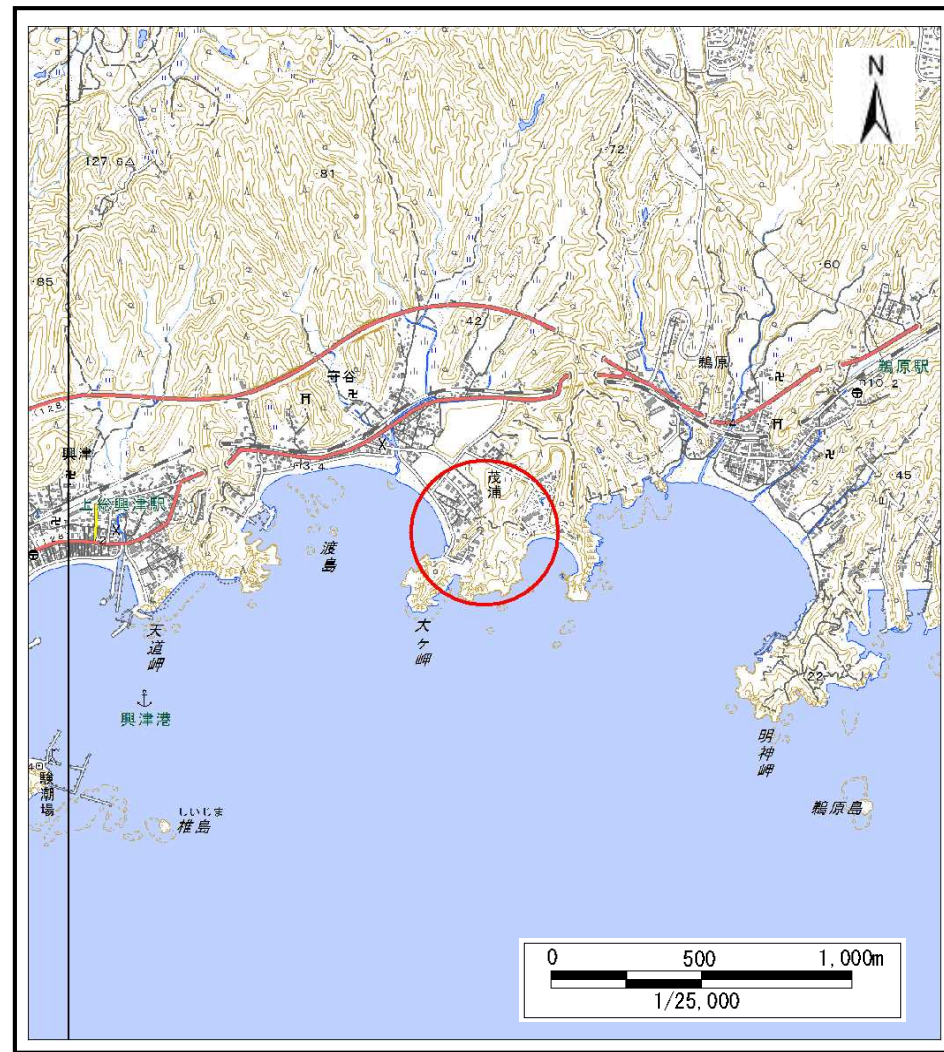 N
127.6
72
81
85
60
42
鵜原
鵜原駅
守谷
10.2
128
興津
13.4
茂浦
45
上総興津駅
128
渡島
大ヶ岬
天道岬
22
興津港
明神岬
験潮場
しいじま
椎島
鵜原島
0 500 1,000m
1/25,000